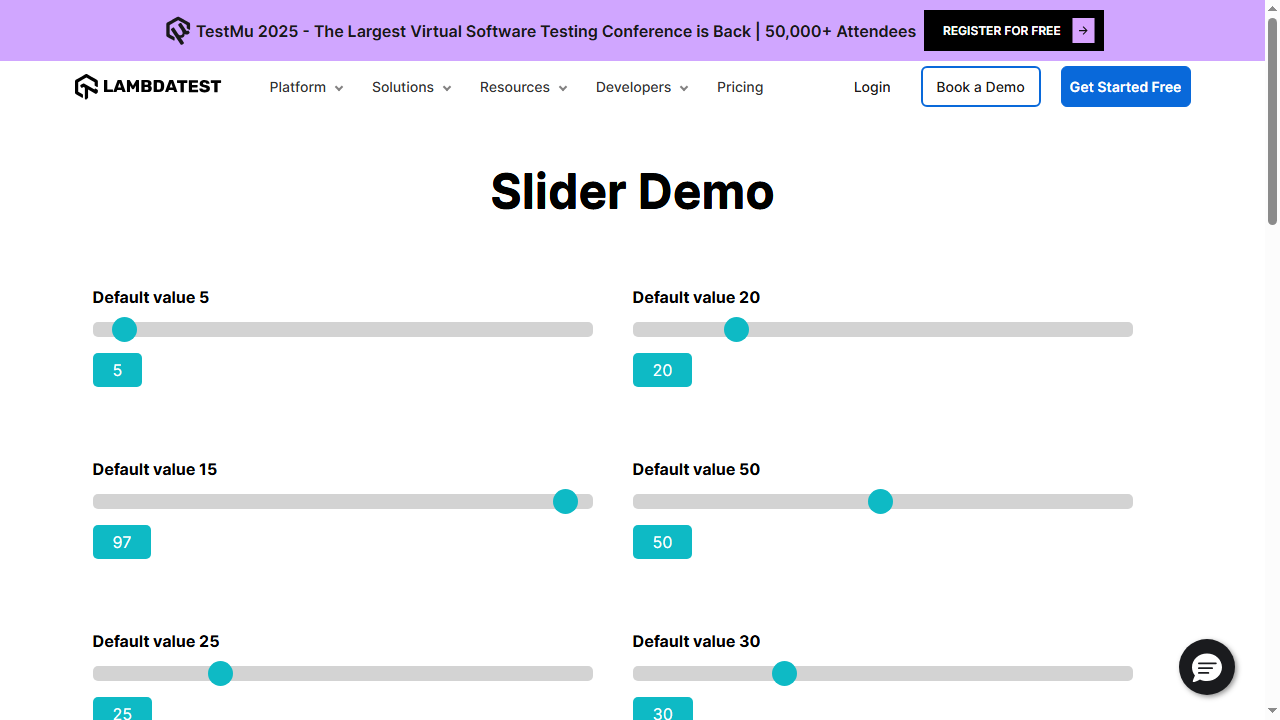 TestMu 2025 - The Largest Virtual Software Testing Conference is Back | 50,000+ Attendees
REGISTER FOR FREE
LAMBDATEST
Platform
Solutions
Resources
Developers
Pricing
Login
Book a Demo
Get Started Free
Slider Demo
Default value 5
Default value 20
5
20
Default value 15
Default value 50
97
50
Default value 25
Default value 30
25
30